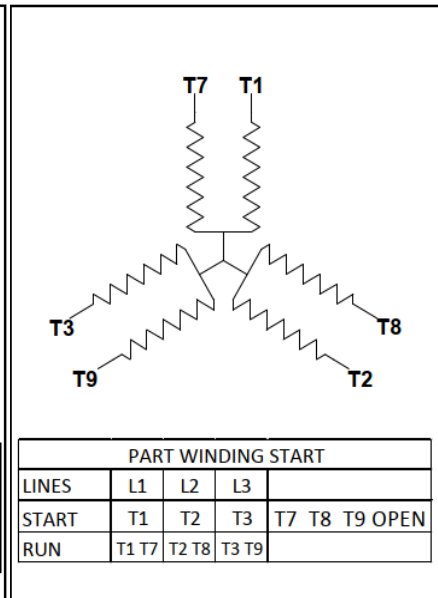 T7 T1
T3 T8
T9 T2
PART WINDING START
LINES L1 L2 L3
START T1 T2 T3 T7 T8 T9 OPEN
RUN T1 T7 T2 T8 T3 T9